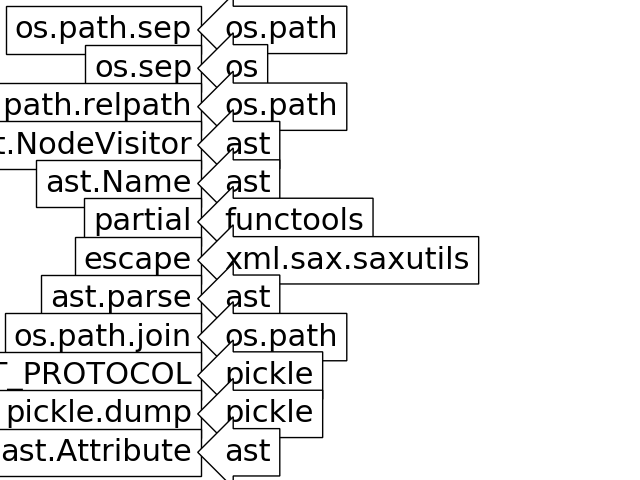 os.path.sep os.path
os.sep os
path.relpath os.path
t.NodeVisitor ast
ast.Name ast
partial functools
escape xml.sax.saxutils
ast.parse ast
os.path.join os.path
T_PROTOCOL pickle
pickle.dump pickle
ast.Attribute ast